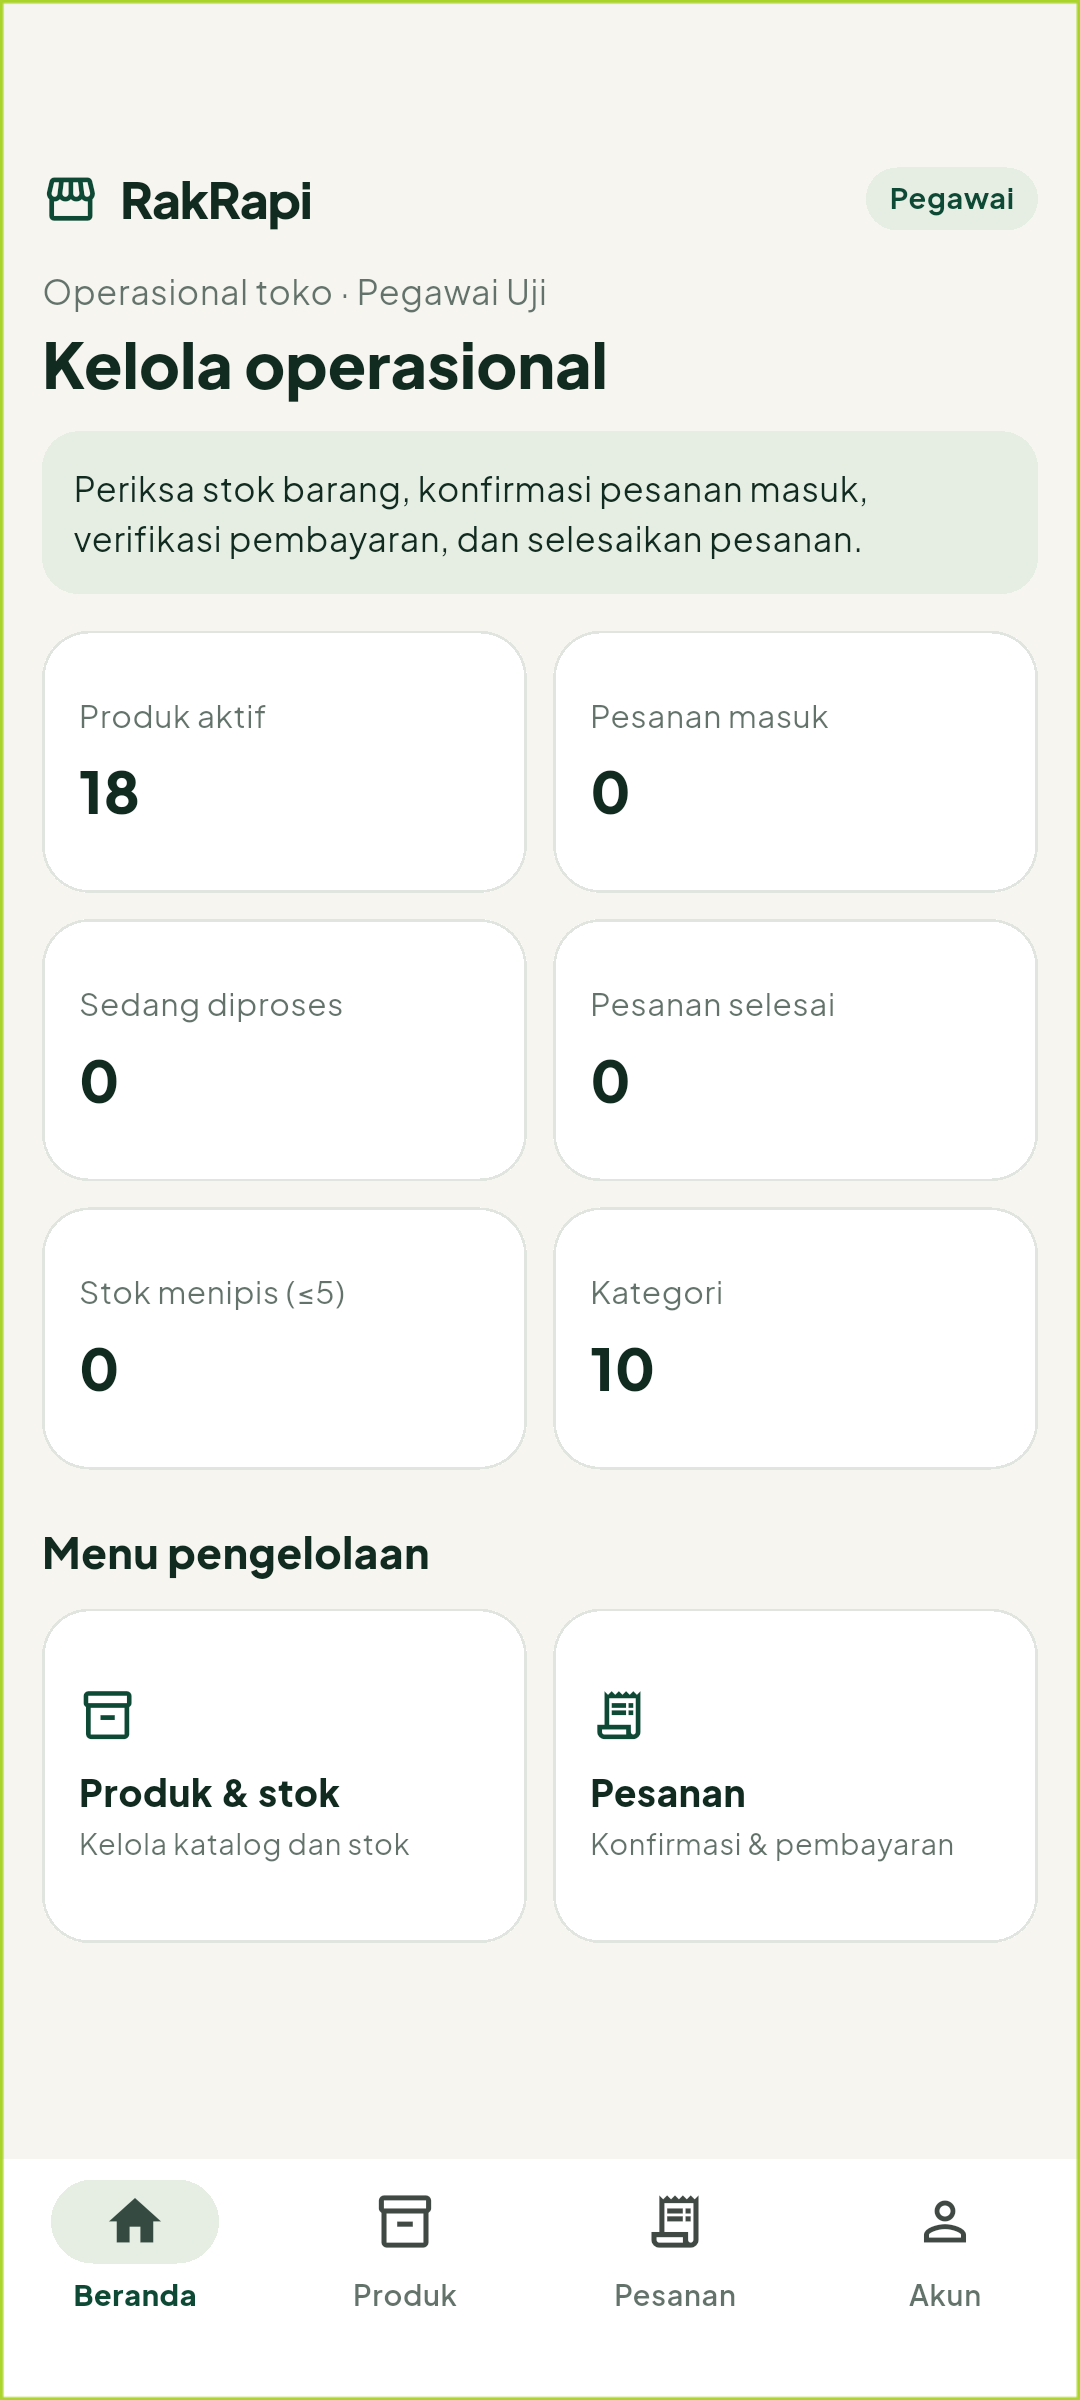 RakRapi
Pegawai
Operasional toko · Pegawai Uji
Kelola operasional
Periksa stok barang, konfirmasi pesanan masuk,
verifikasi pembayaran, dan selesaikan pesanan.
Produk aktif
18
Pesanan masuk
0
Sedang diproses
0
Pesanan selesai
0
Stok menipis (≤5)
0
Kategori
10
Menu pengelolaan
Produk & stok
Kelola katalog dan stok
Pesanan
Konfirmasi & pembayaran
Beranda
Produk
Pesanan
Akun